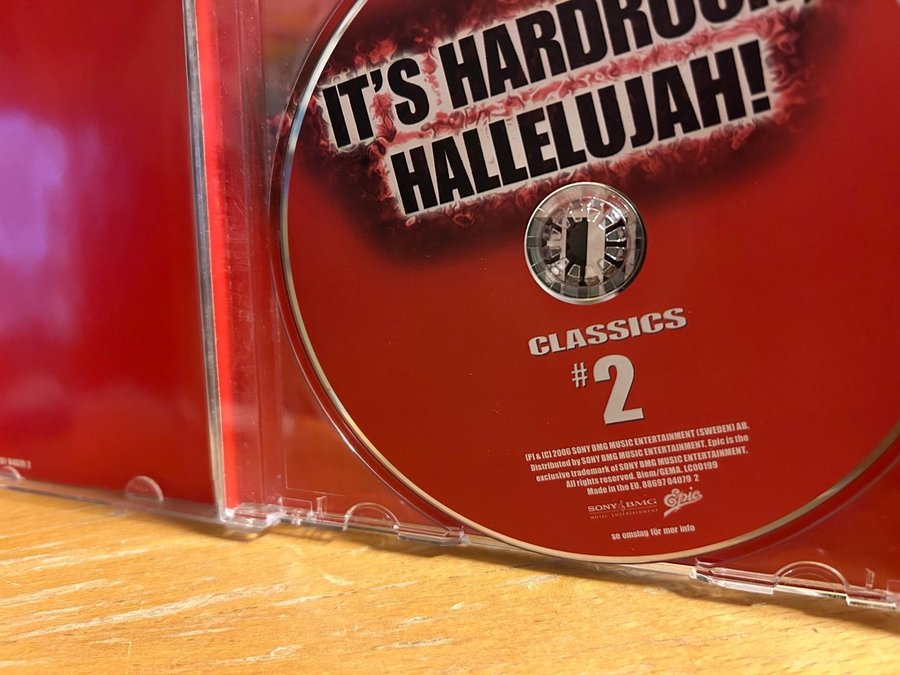 IT'S HARDROCK,
HALLELUJAH!
CLASSICS
#2
(P) & (C) 2006 SONY BMG MUSIC ENTERTAINMENT (SWEDEN) AB.
Distributed by SONY BMG MUSIC ENTERTAINMENT. Epic is the
exclusive trademark of SONY BMG MUSIC ENTERTAINMENT.
All rights reserved. Biem/GEMA. LC00199
Made in the EU. 88697 04079 2
SONY BMG
MUSIC ENTERTAINMENT
Epic
se omslag för mer info